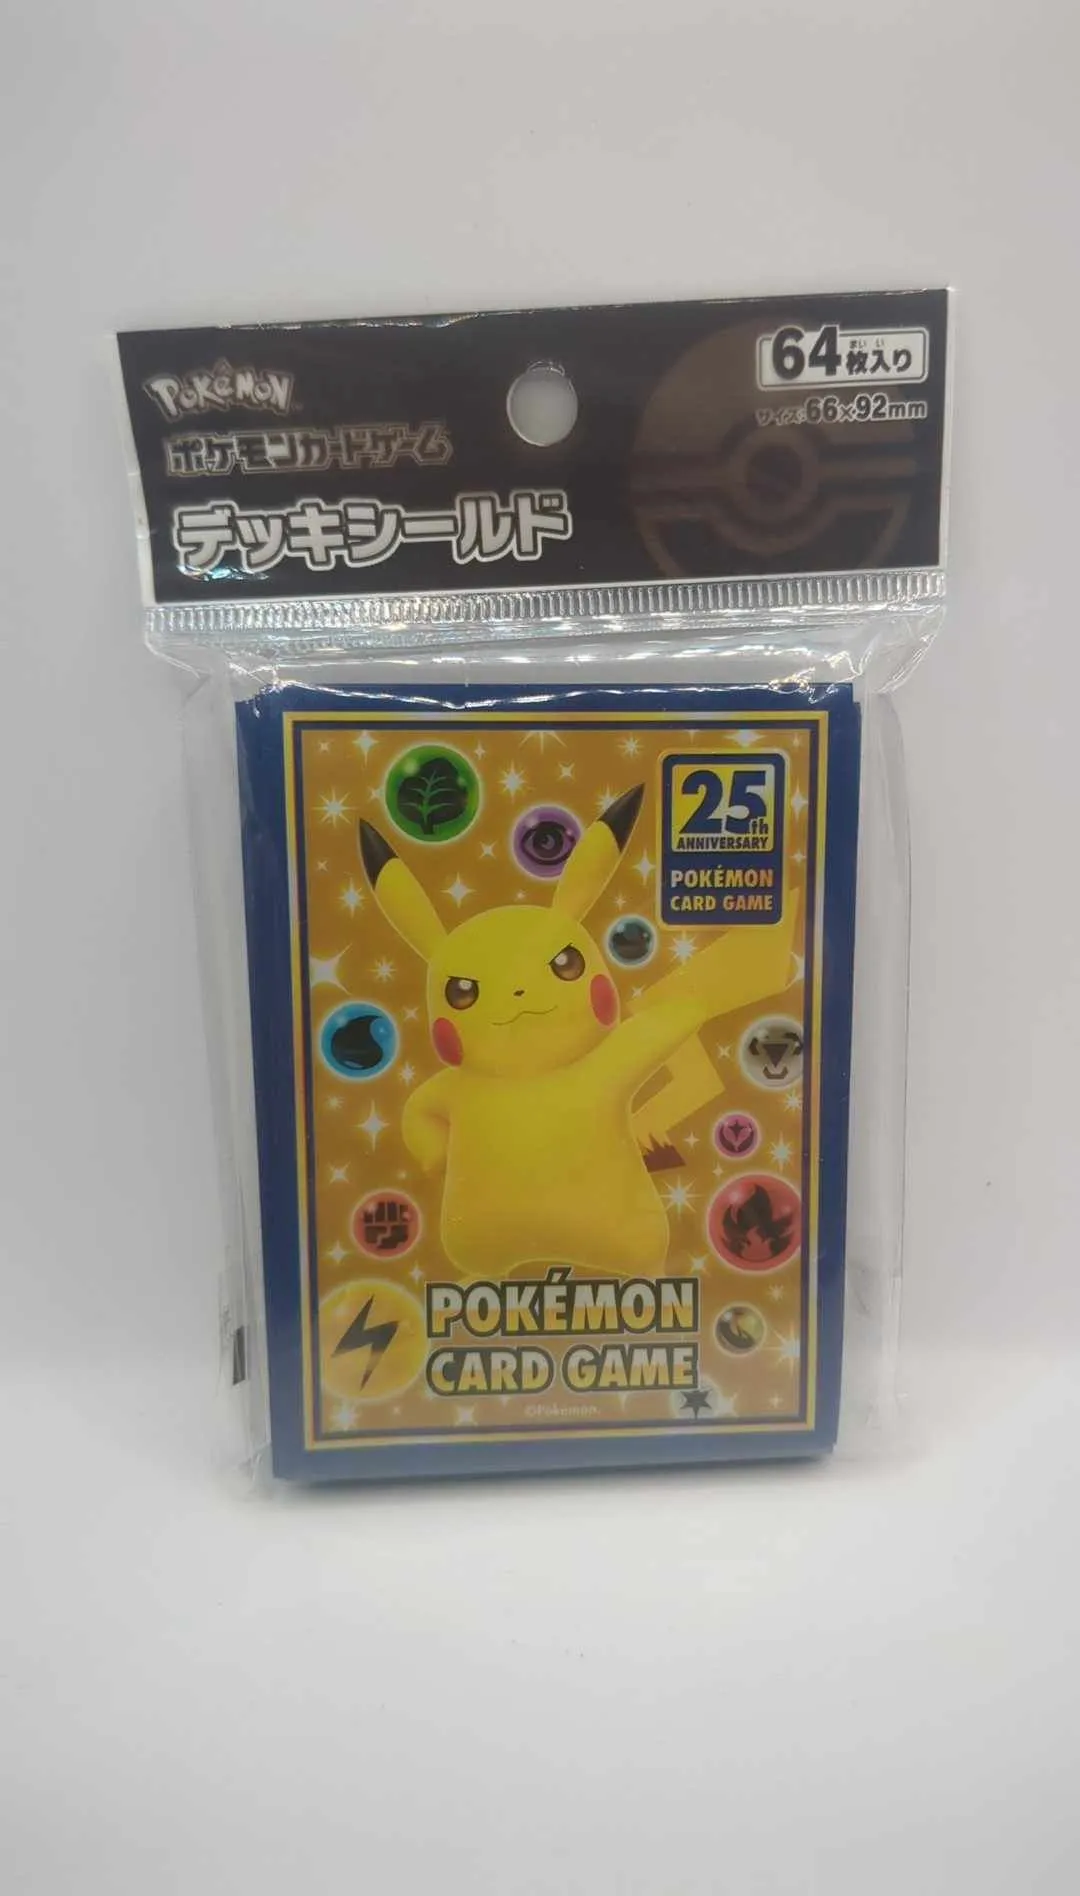 POKéMON
ポケモンカードゲーム
デッキシールド
64枚入り
まい い
サイズ:66×92mm
25th
ANNIVERSARY
POKÉMON
CARD GAME
POKÉMON
CARD GAME
©Pokémon.